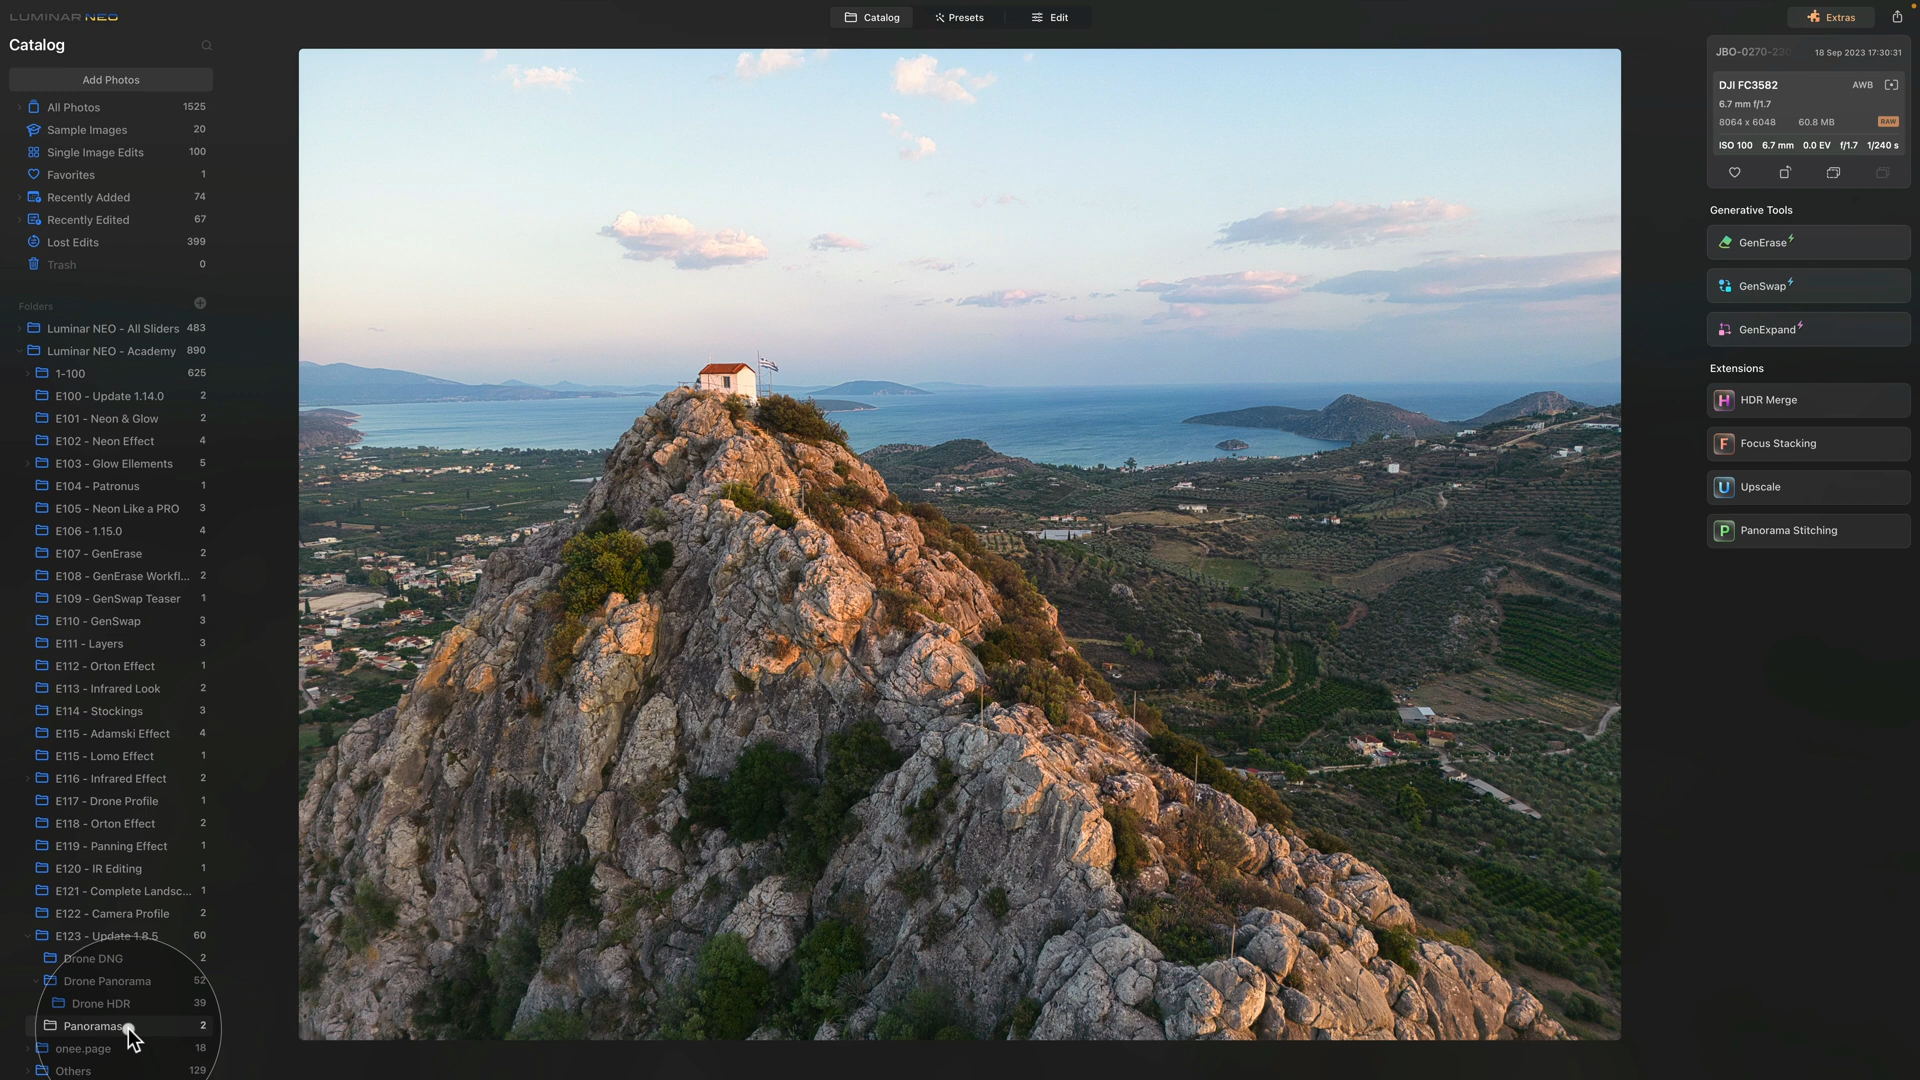 LUMINAR NEO
Catalog
Presets
Edit
Extras
Catalog
Add Photos
All Photos 1525
Sample Images 20
Single Image Edits 100
Favorites 1
Recently Added 74
Recently Edited 67
Lost Edits 399
Trash 0
Folders
Luminar NEO - All Sliders 483
Luminar NEO - Academy 890
1-100 625
E100 - Update 1.14.0 2
E101 - Neon & Glow 2
E102 - Neon Effect 4
E103 - Glow Ellements 5
E104 - Patronus 1
E105 - Neon Like a PRO 3
E106 - 1.15.0 4
E107 - GenErase 2
E108 - GenErase Workfl... 2
E109 - GenSwap Teaser 1
E110 - GenSwap 3
E111 - Layers 3
E112 - Orton Effect 1
E113 - Infrared Look 2
E114 - Stockings 3
E115 - Adamski Effect 4
E115 - Lomo Effect 1
E116 - Infrared Effect 2
E117 - Drone Profile 1
E118 - Orton Effect 2
E119 - Panning Effect 1
E120 - IR Editing 1
E121 - Complete Landsc... 1
E122 - Camera Profile 2
E123 - Update 1.8.5 60
Drone DNG 2
Drone Panorama 52
Drone HDR 39
Panoramas 2
onee.page 18
Others 129
JBO-0270-230 18 Sep 2023 17:30:31
DJI FC3582 AWB
6.7 mm f/1.7
8064 x 6048 60.8 MB RAW
ISO 100 6.7 mm 0.0 EV f/1.7 1/240 s
Generative Tools
GenErase
GenSwap
GenExpand
Extensions
H HDR Merge
F Focus Stacking
U Upscale
P Panorama Stitching